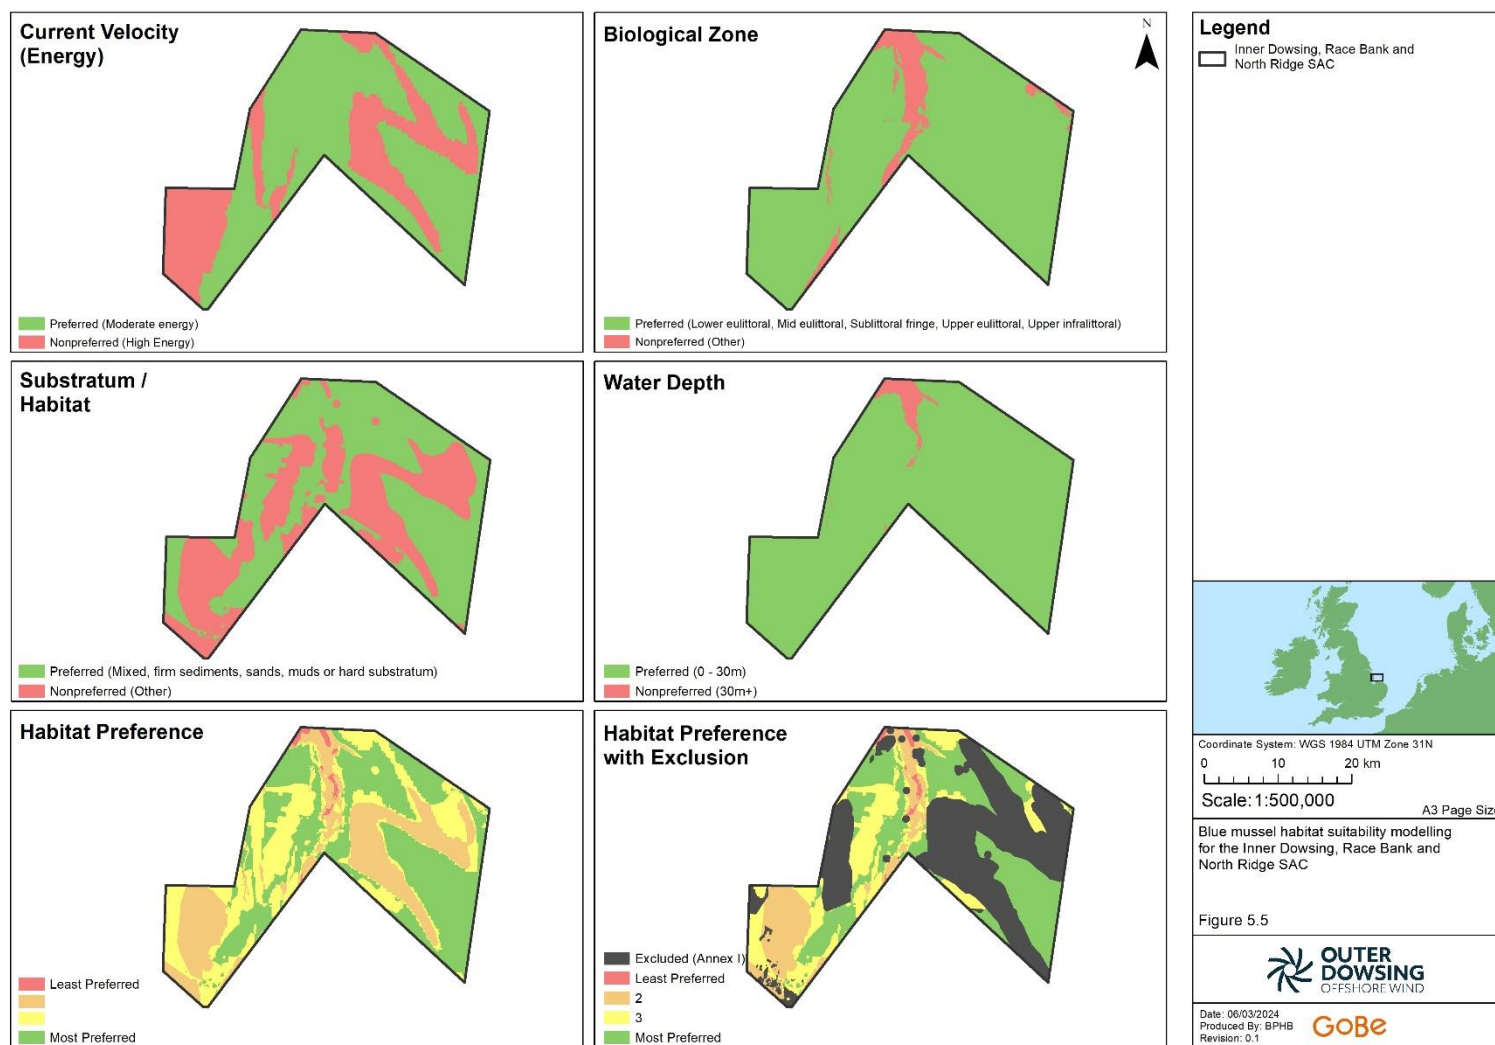 Current Velocity
(Energy)
Preferred (Moderate energy)
Nonpreferred (High Energy)
Biological Zone
N
Preferred (Lower eulittoral, Mid eulittoral, Sublittoral fringe, Upper eulittoral, Upper infralittoral)
Nonpreferred (Other)
Substratum /
Habitat
Preferred (Mixed, firm sediments, sands, muds or hard substratum)
Nonpreferred (Other)
Water Depth
Preferred (0 - 30m)
Nonpreferred (30m+)
Habitat Preference
Least Preferred
Most Preferred
Habitat Preference
with Exclusion
Excluded (Annex I)
Least Preferred
2
3
Most Preferred
Legend
Inner Dowsing, Race Bank and
North Ridge SAC
Coordinate System: WGS 1984 UTM Zone 31N
0 10 20 km
Scale: 1:500,000
A3 Page Size
Blue mussel habitat suitability modelling
for the Inner Dowsing, Race Bank and
North Ridge SAC
Figure 5.5
OUTER
DOWSING
OFFSHORE WIND
Date: 06/03/2024
Produced By: BPHB
Revision: 0.1
GoBe